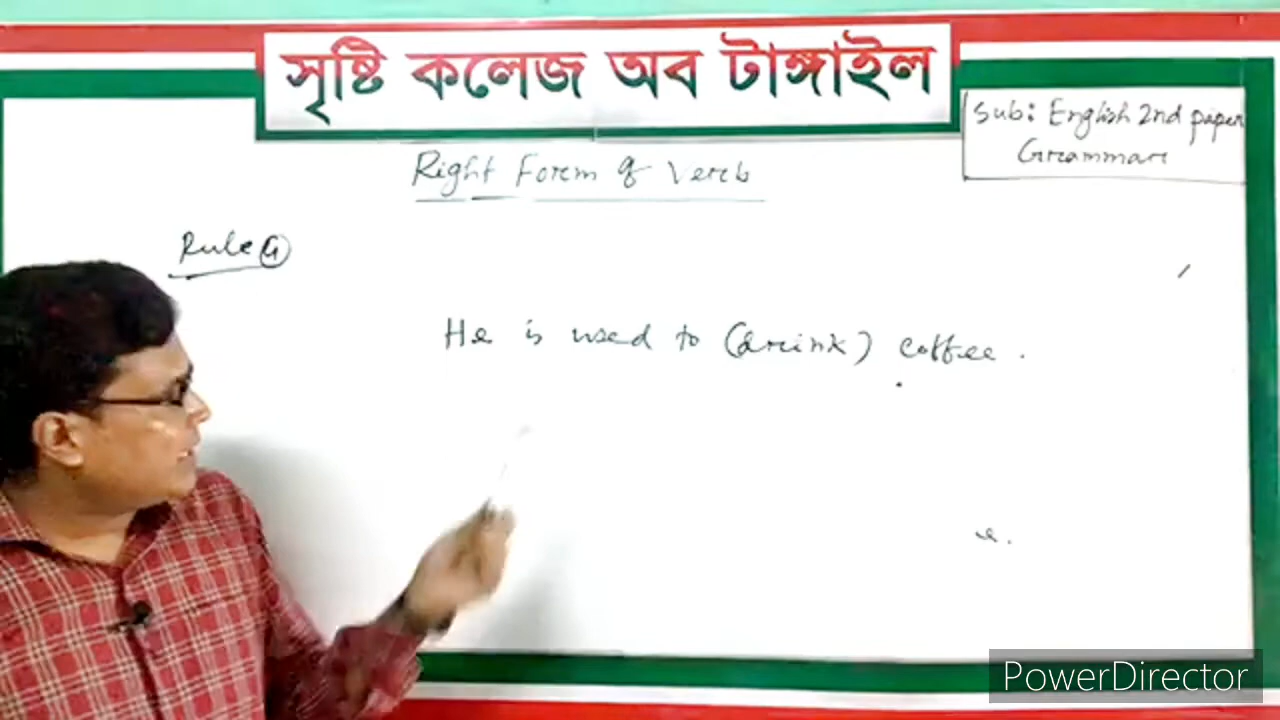 সৃষ্টি কলেজ অব টাঙ্গাইল
Sub: English 2nd paper
Grammar
Right Form of Verb
Rule 4
He is used to (drink) coffee.
e.
PowerDirector